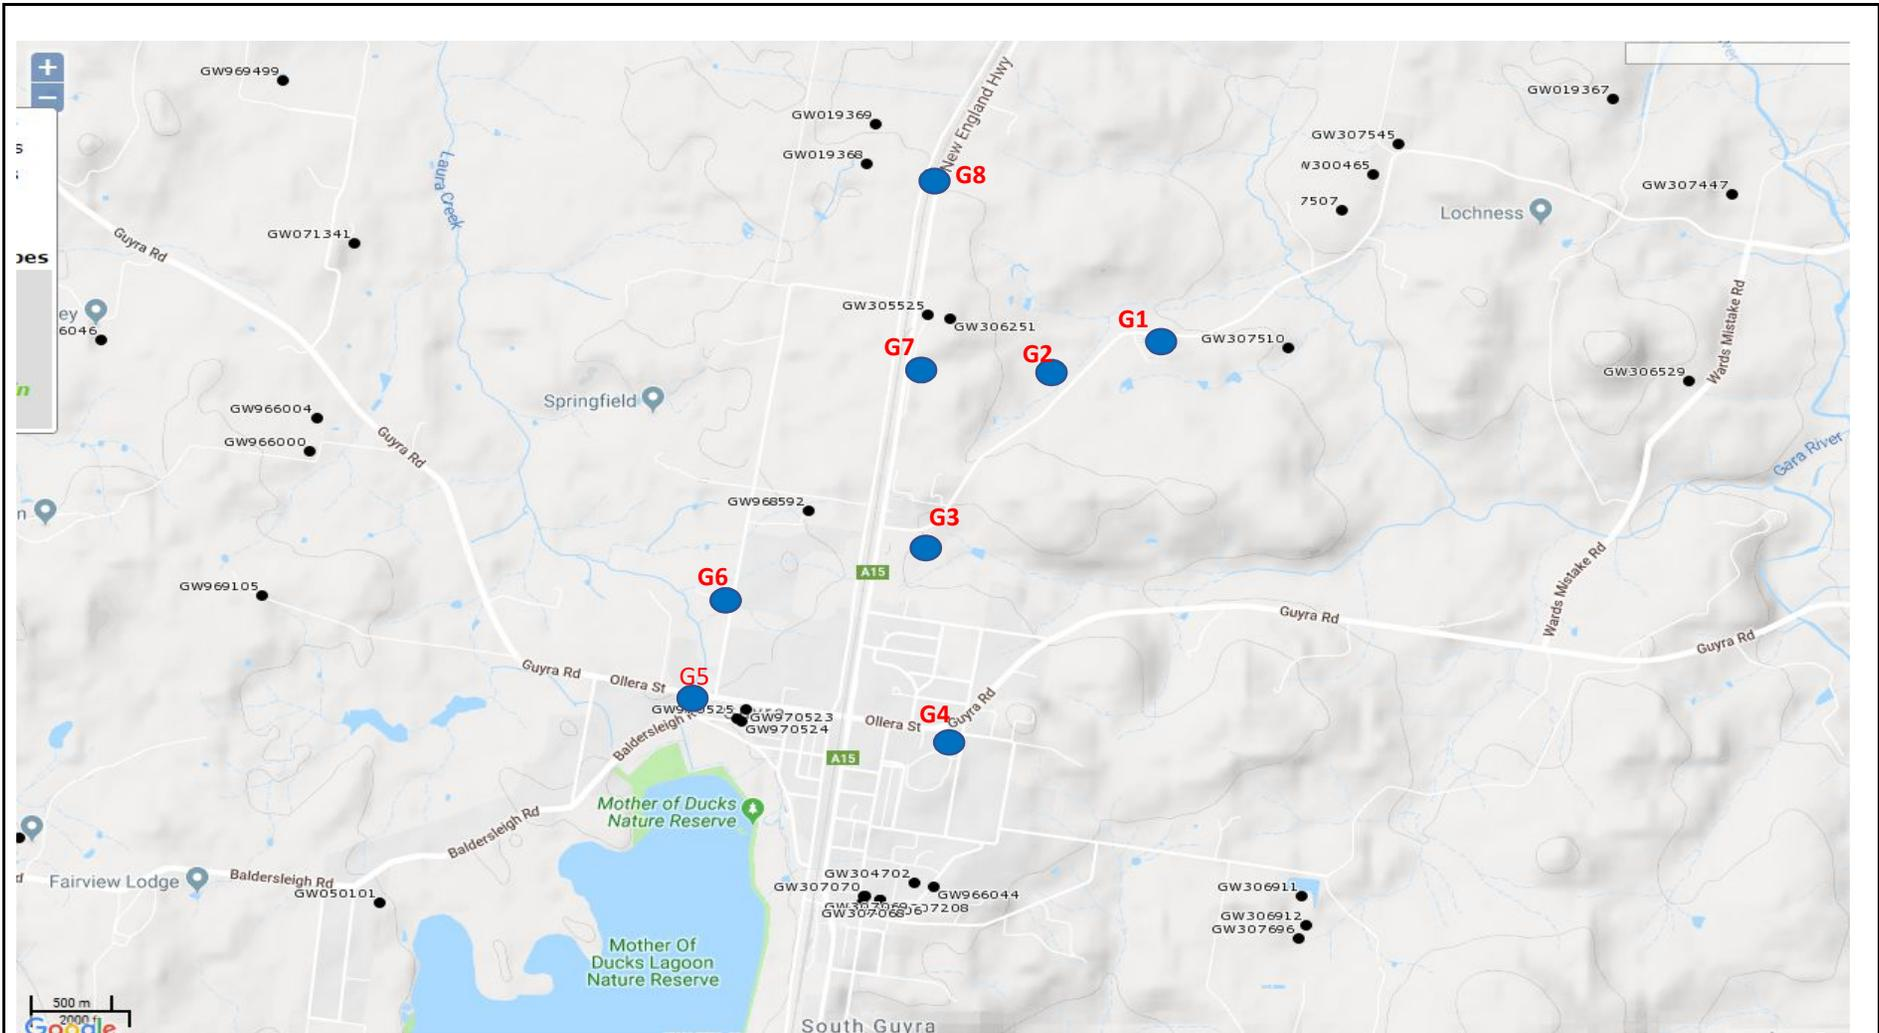 +
−
s
s
pes
n
GW969499
GW019369
GW019368
New England Hwy
G8
GW019367
GW307545
W300465
7507
GW307447
Lochness
Laura Creek
Guyra Rd
GW071341
ey
6046
GW305525
GW306251
G7
G2
G1
GW307510
Wards Mistake Rd
GW306529
Springfield
GW966004
GW966000
Guyra Rd
Gara River
n
GW968592
G3
A15
G6
GW969105
Wards Mistake Rd
Guyra Rd
Guyra Rd
Guyra Rd
Ollera St
G5
GW970525
GW970523
GW970524
Baldersleigh R
Ollera St
G4
Guyra Rd
A15
Mother of Ducks
Nature Reserve
Baldersleigh Rd
Fairview Lodge
rd
Baldersleigh Rd
GW050101
GW304702
GW307070
GW966044
GW306911
GW306912
GW307696
Mother Of
Ducks Lagoon
Nature Reserve
500 m
2000 f
Google
South Guyra